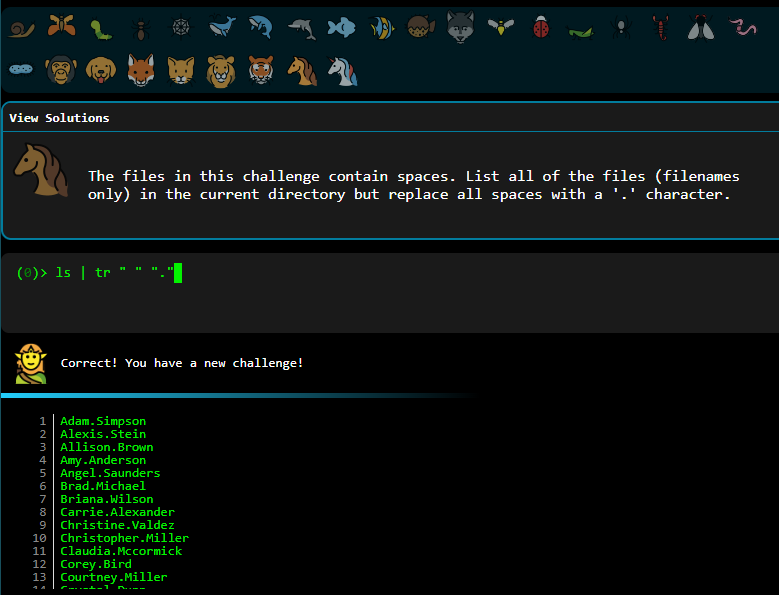 View Solutions
The files in this challenge contain spaces. List all of the files (filenames
only) in the current directory but replace all spaces with a '.' character.
(0)> ls | tr " " "."
Correct! You have a new challenge!
1 Adam.Simpson
2 Alexis.Stein
3 Allison.Brown
4 Amy.Anderson
5 Angel.Saunders
6 Brad.Michael
7 Briana.Wilson
8 Carrie.Alexander
9 Christine.Valdez
10 Christopher.Miller
11 Claudia.Mccormick
12 Corey.Bird
13 Courtney.Miller
14